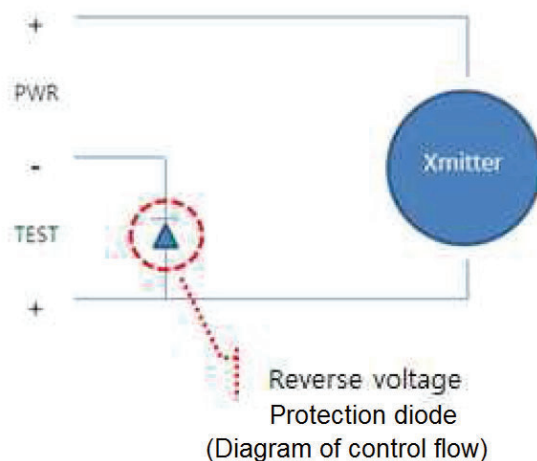 +
PWR
Xmitter
-
TEST
+
Reverse voltage
Protection diode
(Diagram of control flow)